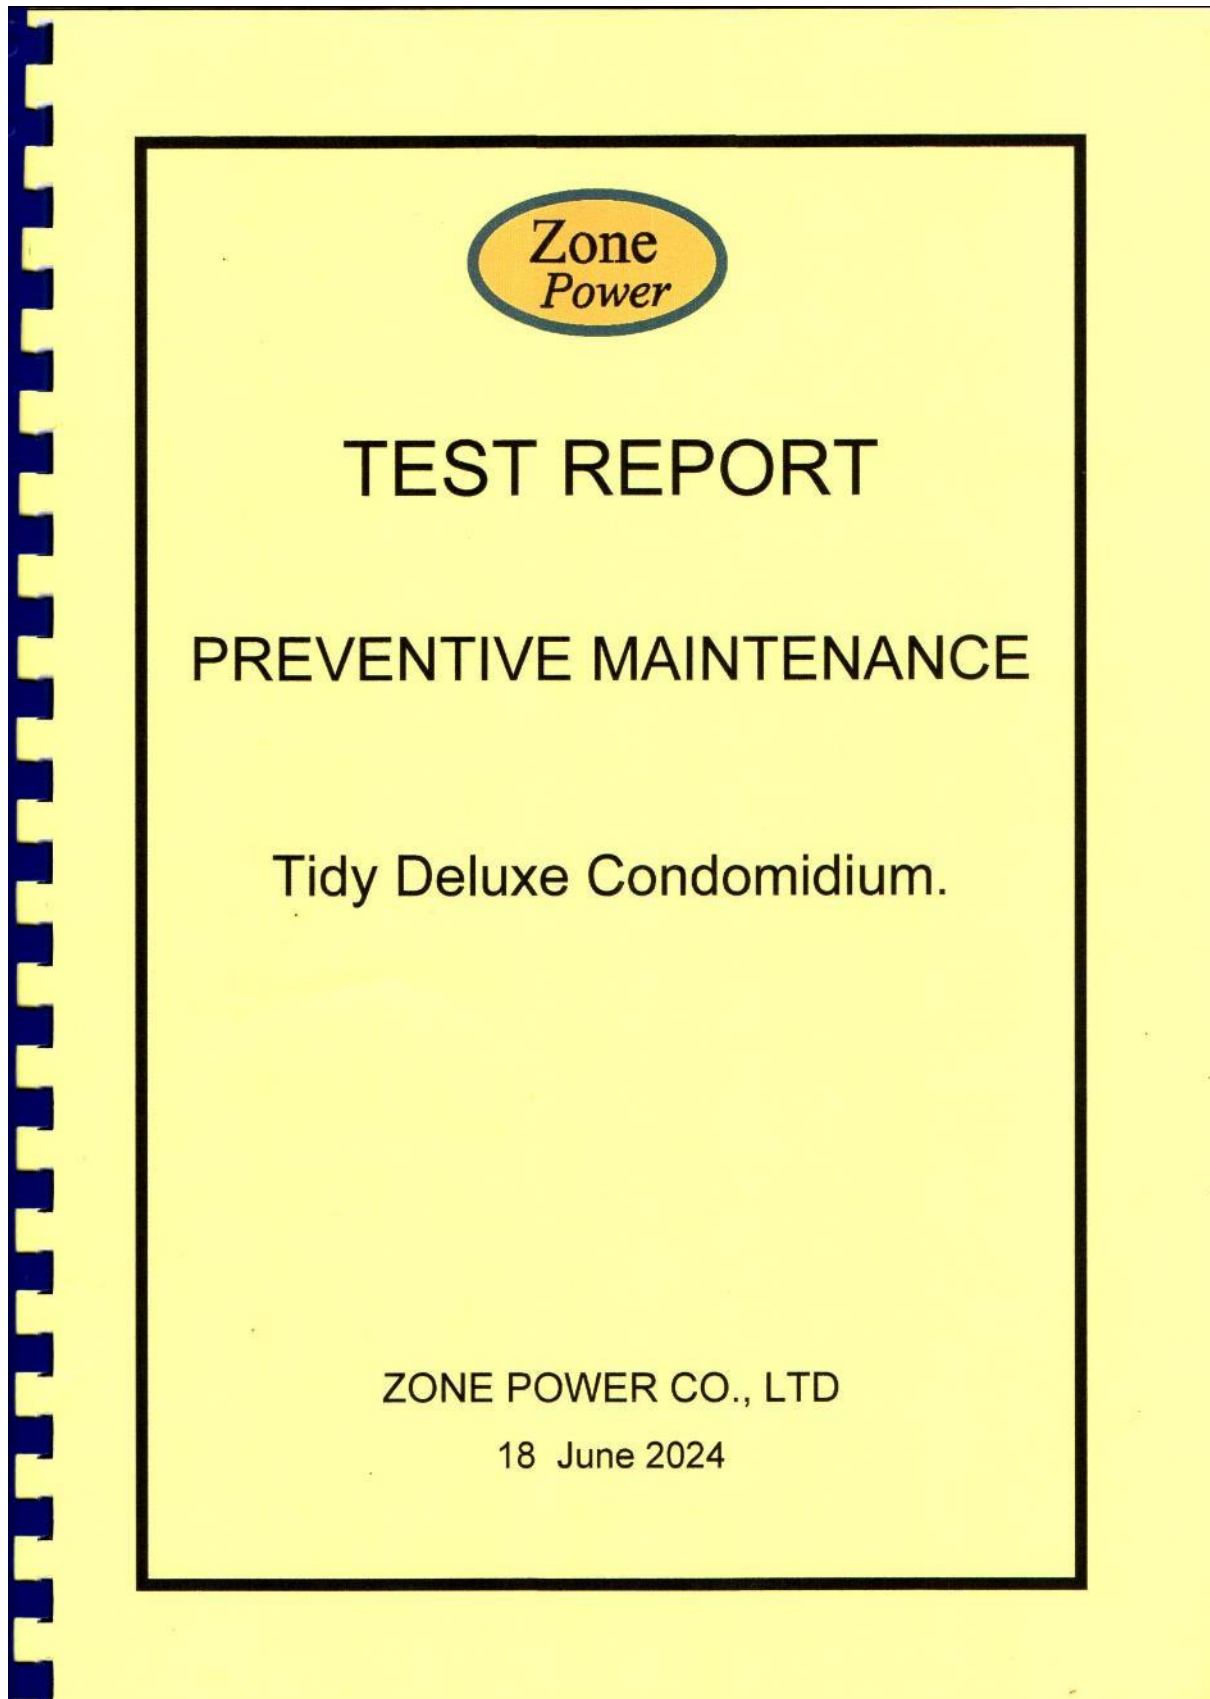 Zone
Power
TEST REPORT
PREVENTIVE MAINTENANCE
Tidy Deluxe Condomidium.
ZONE POWER CO., LTD
18 June 2024